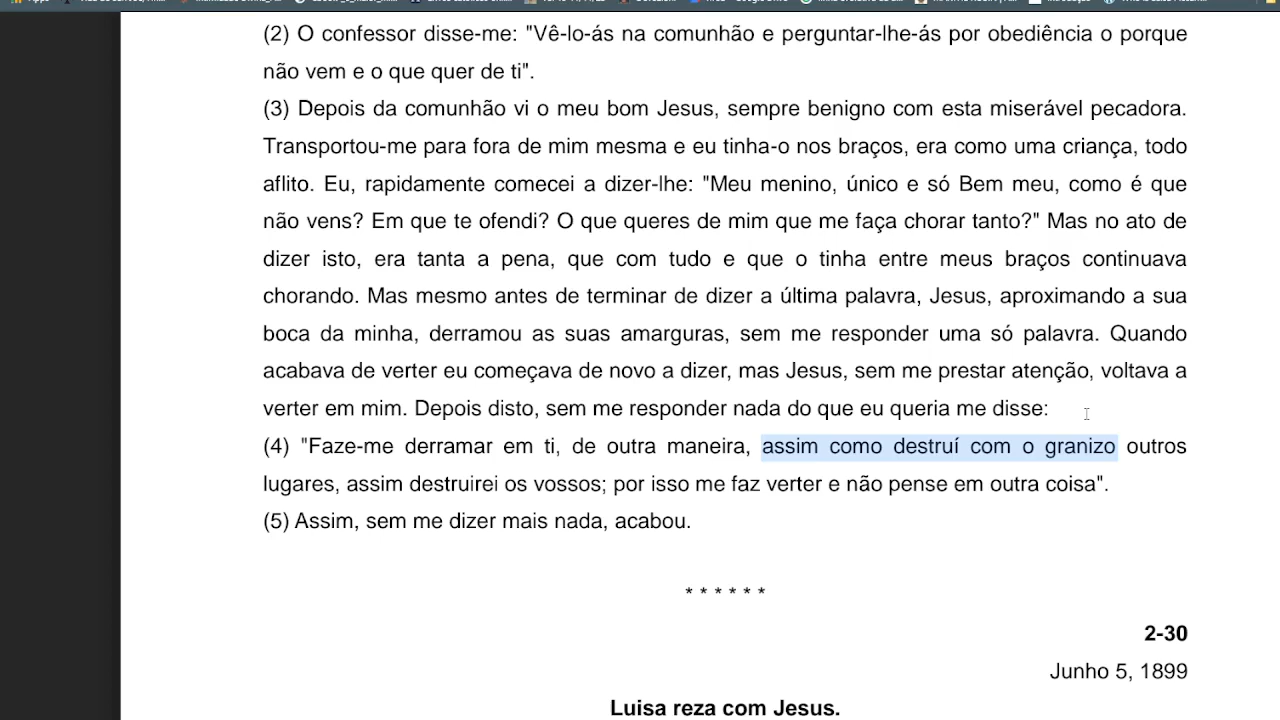 (2) O confessor disse-me: "Vê-lo-ás na comunhão e perguntar-lhe-ás por obediência o porque
não vem e o que quer de ti".
(3) Depois da comunhão vi o meu bom Jesus, sempre benigno com esta miserável pecadora.
Transportou-me para fora de mim mesma e eu tinha-o nos braços, era como uma criança, todo
aflito. Eu, rapidamente comecei a dizer-lhe: "Meu menino, único e só Bem meu, como é que
não vens? Em que te ofendi? O que queres de mim que me faça chorar tanto?" Mas no ato de
dizer isto, era tanta a pena, que com tudo e que o tinha entre meus braços continuava
chorando. Mas mesmo antes de terminar de dizer a última palavra, Jesus, aproximando a sua
boca da minha, derramou as suas amarguras, sem me responder uma só palavra. Quando
acabava de verter eu começava de novo a dizer, mas Jesus, sem me prestar atenção, voltava a
verter em mim. Depois disto, sem me responder nada do que eu queria me disse:
(4) "Faze-me derramar em ti, de outra maneira, assim como destruí com o granizo outros
lugares, assim destruirei os vossos; por isso me faz verter e não pense em outra coisa".
(5) Assim, sem me dizer mais nada, acabou.
* * * * * *
2-30
Junho 5, 1899
Luisa reza com Jesus.